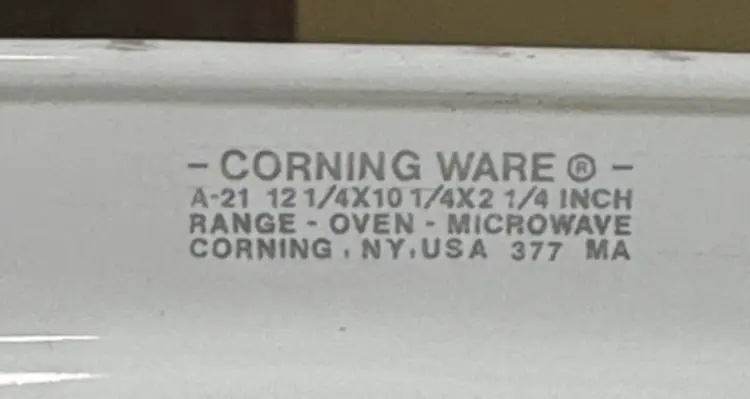 - CORNING WARE ® -
A-21 12 1/4X10 1/4X2 1/4 INCH
RANGE - OVEN - MICROWAVE
CORNING , NY, USA 377 MA